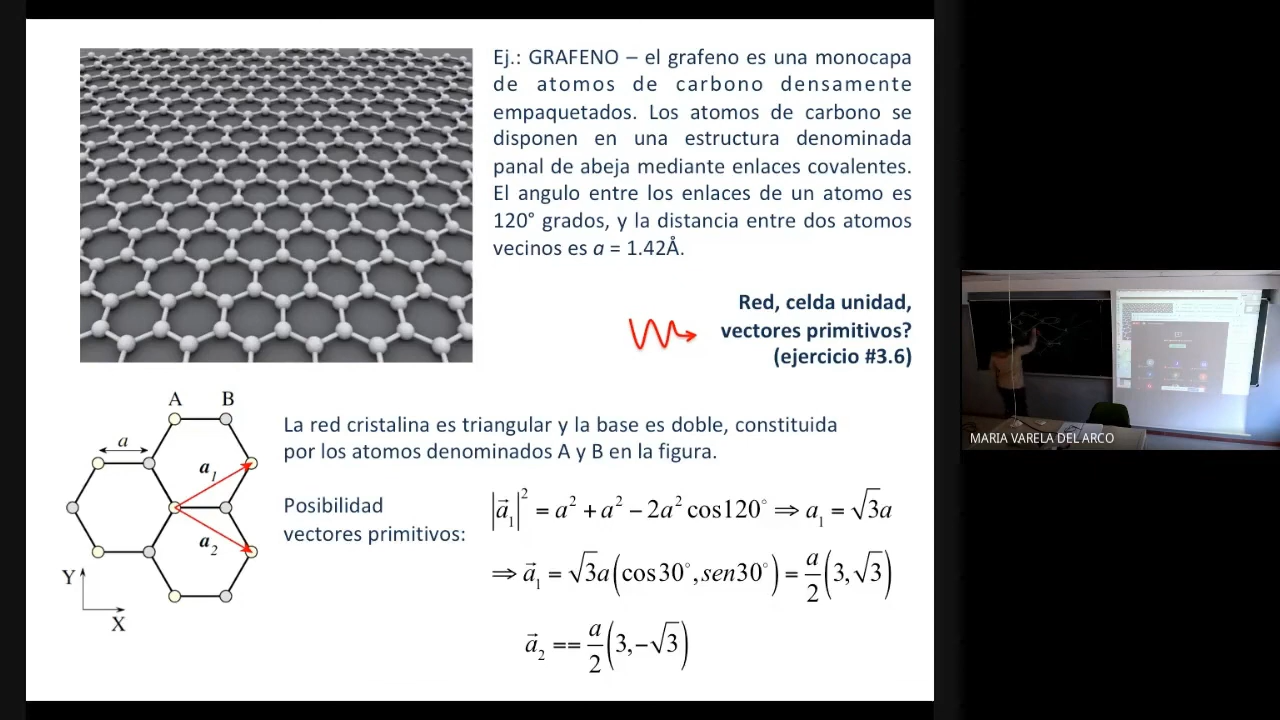 Ej.: GRAFENO – el grafeno es una monocapa
de atomos de carbono densamente
empaquetados. Los atomos de carbono se
disponen en una estructura denominada
panal de abeja mediante enlaces covalentes.
El angulo entre los enlaces de un atomo es
120° grados, y la distancia entre dos atomos
vecinos es a = 1.42Å.
Red, celda unidad,
vectores primitivos?
(ejercicio #3.6)
A B
a
a₁
a₂
Y
X
La red cristalina es triangular y la base es doble, constituida
por los atomos denominados A y B en la figura.
Posibilidad
vectores primitivos:
|a⃗₁|² = a² + a² − 2a² cos120° ⇒ a₁ = √3a
⇒ a⃗₁ = √3a(cos30°, sen30°) = a/2(3, √3)
a⃗₂ == a/2(3, −√3)
MARIA VARELA DEL ARCO